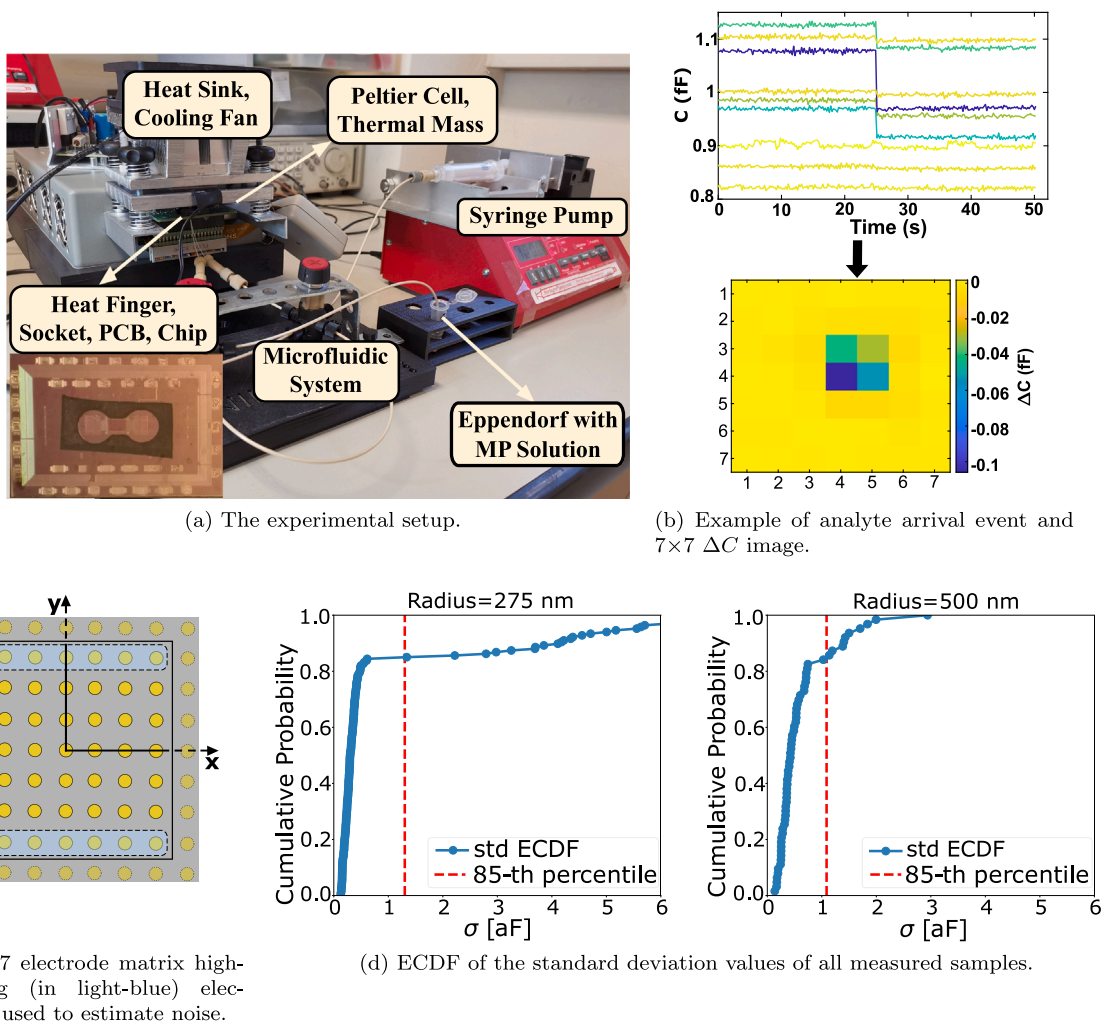 Heat Sink,
Cooling Fan
Peltier Cell,
Thermal Mass
Syringe Pump
Heat Finger,
Socket, PCB, Chip
Microfluidic
System
Eppendorf with
MP Solution
(a) The experimental setup.
C (fF)
1.1
1
0.9
0.8
0 10 20 30 40 50
Time (s)
1
2
3
4
5
6
7
1 2 3 4 5 6 7
0
-0.02
-0.04
-0.06
-0.08
-0.1
ΔC (fF)
(b) Example of analyte arrival event and
7×7 ΔC image.
y
x
7 electrode matrix high-
g (in light-blue) elec-
used to estimate noise.
Radius=275 nm
Cumulative Probability
1.0
0.8
0.6
0.4
0.2
0.0
0 1 2 3 4 5 6
σ [aF]
std ECDF
85-th percentile
Radius=500 nm
Cumulative Probability
1.0
0.8
0.6
0.4
0.2
0.0
0 1 2 3 4 5 6
σ [aF]
std ECDF
85-th percentile
(d) ECDF of the standard deviation values of all measured samples.